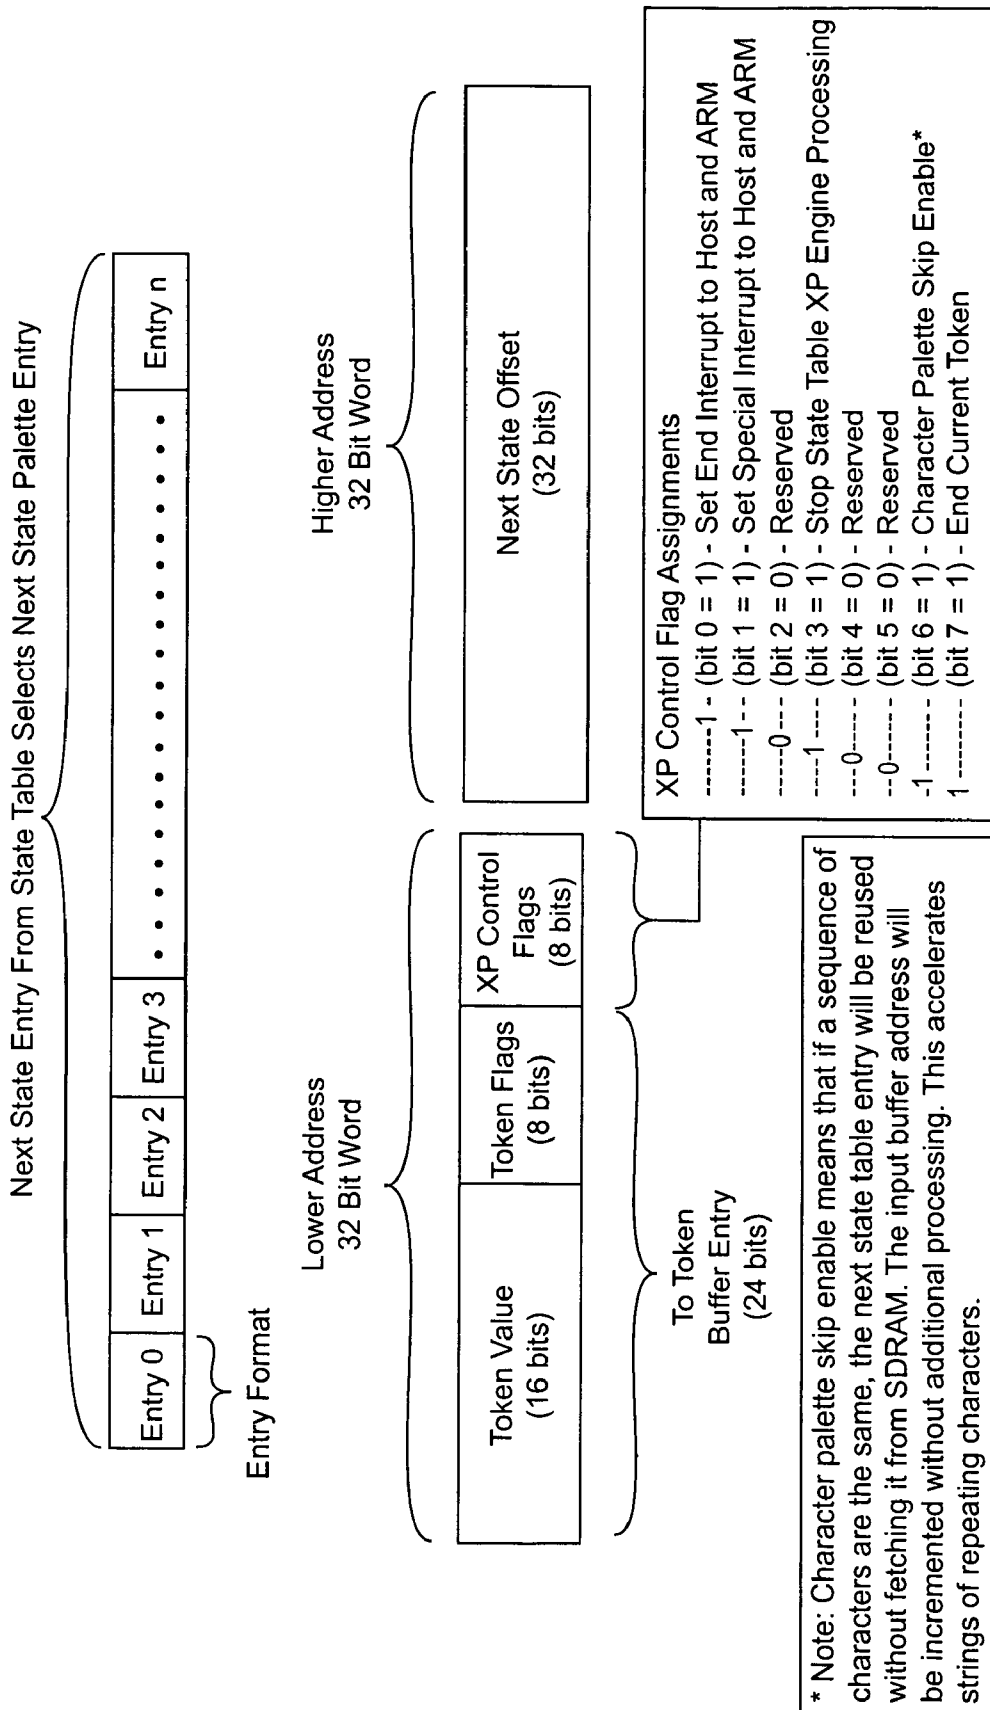 Next State Entry From State Table Selects Next State Palette Entry
Entry 0 Entry 1 Entry 2 Entry 3 . . . . . . . . . . . . . . Entry n
Entry Format
Lower Address
32 Bit Word
Higher Address
32 Bit Word
Token Value
(16 bits)
Token Flags
(8 bits)
XP Control
Flags
(8 bits)
Next State Offset
(32 bits)
To Token
Buffer Entry
(24 bits)
XP Control Flag Assignments
-------1 - (bit 0 = 1) - Set End Interrupt to Host and ARM
------1-- (bit 1 = 1) - Set Special Interrupt to Host and ARM
-----0--- (bit 2 = 0) - Reserved
----1---- (bit 3 = 1) - Stop State Table XP Engine Processing
---0----- (bit 4 = 0) - Reserved
--0------ (bit 5 = 0) - Reserved
-1------- (bit 6 = 1) - Character Palette Skip Enable*
1-------- (bit 7 = 1) - End Current Token
* Note: Character palette skip enable means that if a sequence of
characters are the same, the next state table entry will be reused
without fetching it from SDRAM. The input buffer address will
be incremented without additional processing. This accelerates
strings of repeating characters.